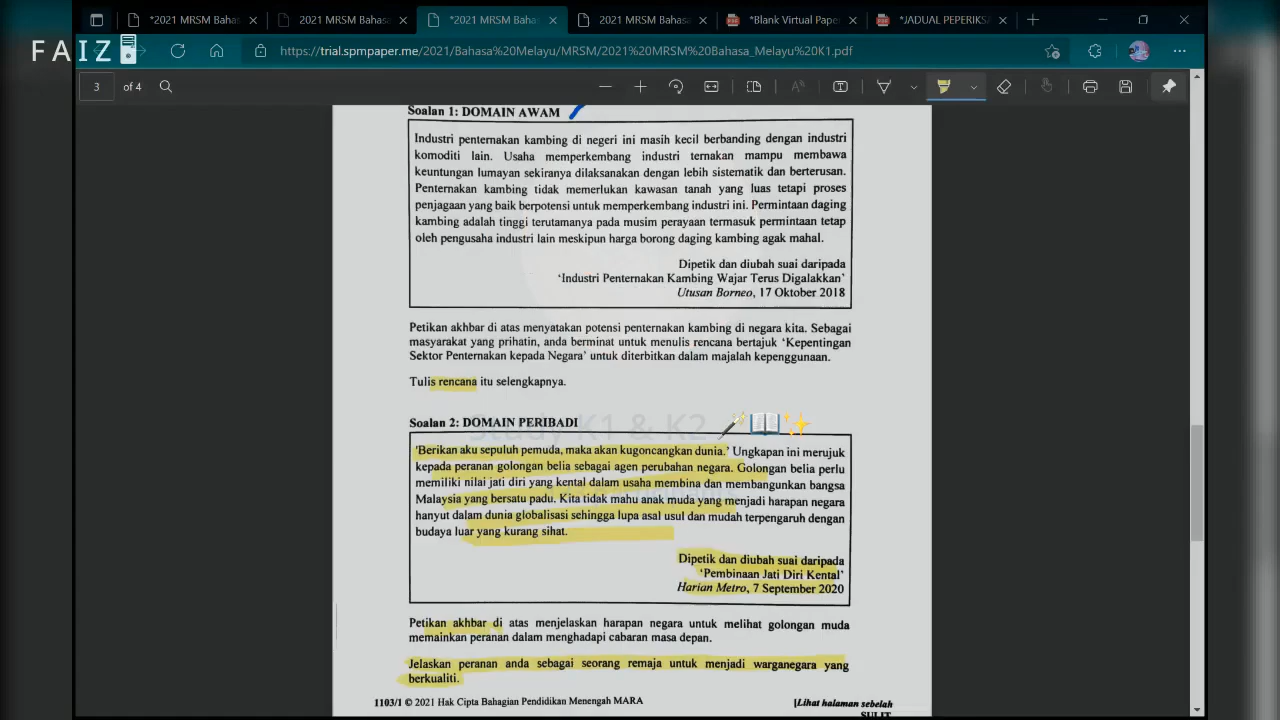 *2021 MRSM Bahas
2021 MRSM Bahasa
*2021 MRSM Bahas
2021 MRSM Bahasa
*Blank Virtual Pape
*JADUAL PEPERIKSA
FAIZ
https://trial.spmpaper.me/2021/Bahasa%20Melayu/MRSM/2021%20MRSM%20Bahasa_Melayu%20K1.pdf
3 of 4
Soalan 1: DOMAIN AWAM
Industri penternakan kambing di negeri ini masih kecil berbanding dengan industri
komoditi lain. Usaha memperkembang industri ternakan mampu membawa
keuntungan lumayan sekiranya dilaksanakan dengan lebih sistematik dan berterusan.
Penternakan kambing tidak memerlukan kawasan tanah yang luas tetapi proses
penjagaan yang baik berpotensi untuk memperkembang industri ini. Permintaan daging
kambing adalah tinggi terutamanya pada musim perayaan termasuk permintaan tetap
oleh pengusaha industri lain meskipun harga borong daging kambing agak mahal.
Dipetik dan diubah suai daripada
'Industri Penternakan Kambing Wajar Terus Digalakkan'
Utusan Borneo, 17 Oktober 2018
Petikan akhbar di atas menyatakan potensi penternakan kambing di negara kita. Sebagai
masyarakat yang prihatin, anda berminat untuk menulis rencana bertajuk 'Kepentingan
Sektor Penternakan kepada Negara' untuk diterbitkan dalam majalah kepenggunaan.
Tulis rencana itu selengkapnya.
Soalan 2: DOMAIN PERIBADI
Study K1 & K2
'Berikan aku sepuluh pemuda, maka akan kugoncangkan dunia.' Ungkapan ini merujuk
kepada peranan golongan belia sebagai agen perubahan negara. Golongan belia perlu
memiliki nilai jati diri yang kental dalam usaha membina dan membangunkan bangsa
Malaysia yang bersatu padu. Kita tidak mahu anak muda yang menjadi harapan negara
hanyut dalam dunia globalisasi sehingga lupa asal usul dan mudah terpengaruh dengan
budaya luar yang kurang sihat.
Dipetik dan diubah suai daripada
'Pembinaan Jati Diri Kental'
Harian Metro, 7 September 2020
Petikan akhbar di atas menjelaskan harapan negara untuk melihat golongan muda
memainkan peranan dalam menghadapi cabaran masa depan.
Jelaskan peranan anda sebagai seorang remaja untuk menjadi warganegara yang
berkualiti.
1103/1 © 2021 Hak Cipta Bahagian Pendidikan Menengah MARA
[Lihat halaman sebelah
SULIT